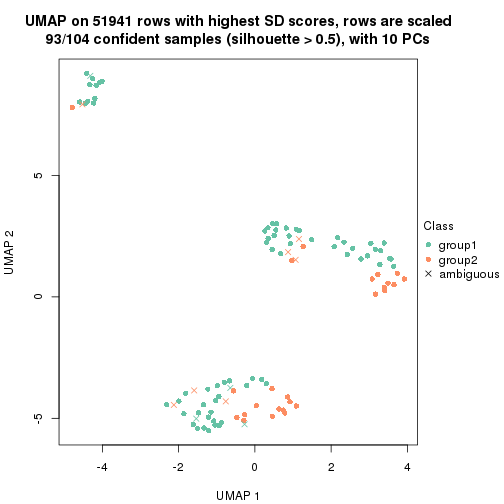 UMAP on 51941 rows with highest SD scores, rows are scaled
93/104 confident samples (silhouette > 0.5), with 10 PCs
5
0
-5
UMAP 2
-4
-2
0
2
4
UMAP 1
Class
group1
group2
ambiguous